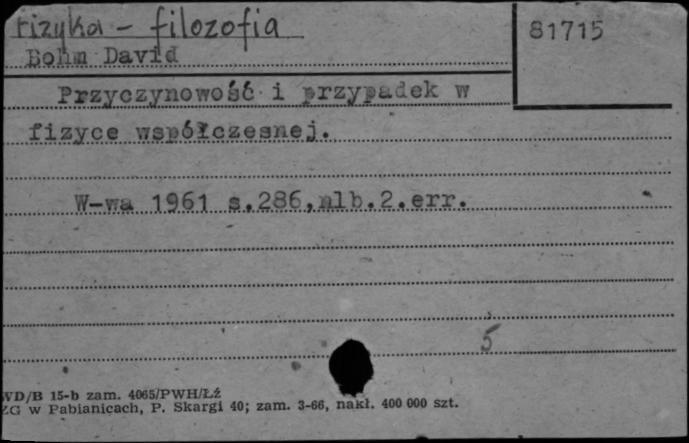 fizyka - filozofia
81715
Bohm David
Przyczynowość i przypadek w
fizyce współczesnej.
W-wa 1961 s.286,nlb.2.err.
5
WD/B 15-b zam. 4065/PWH/Łź
ZG w Pabianicach, P. Skargi 40; zam. 3-66, nakł. 400 000 szt.